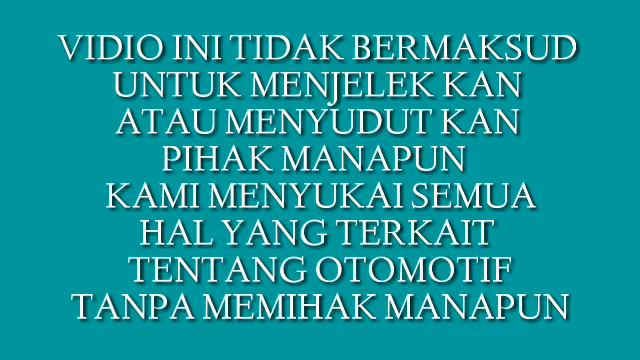 VIDIO INI TIDAK BERMAKSUD
UNTUK MENJELEK KAN
ATAU MENYUDUT KAN
PIHAK MANAPUN
KAMI MENYUKAI SEMUA
HAL YANG TERKAIT
TENTANG OTOMOTIF
TANPA MEMIHAK MANAPUN